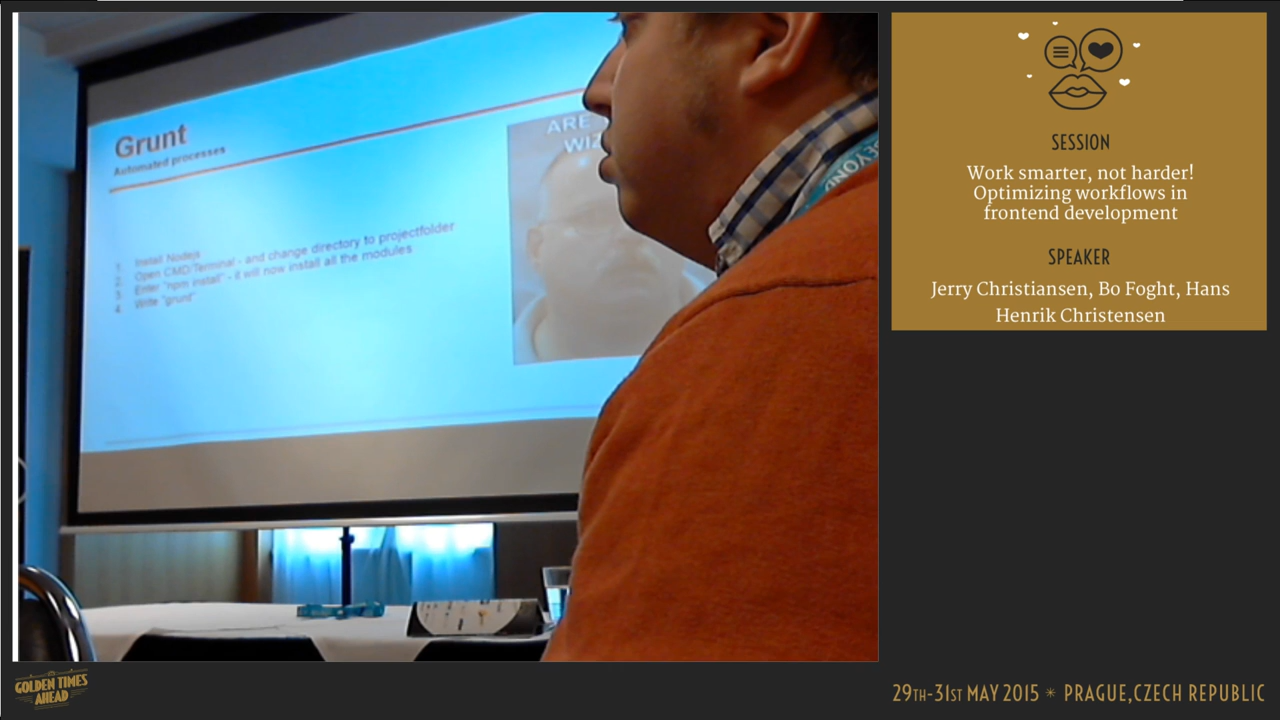 Grunt
Automated processes
1. Install Nodejs
2. Open CMD/Terminal - and change directory to projectfolder
3. Enter "npm install" - it will now install all the modules
4. Write "grunt"
ARE
WIZ
BEYOND
SESSION
Work smarter, not harder!
Optimizing workflows in
frontend development
SPEAKER
Jerry Christiansen, Bo Foght, Hans
Henrik Christensen
GOLDEN TIMES
AHEAD
29TH-31ST MAY 2015 * PRAGUE,CZECH REPUBLIC